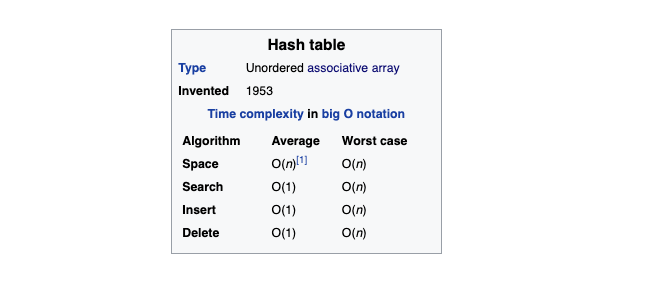 Hash table
Type Unordered associative array
Invented 1953
Time complexity in big O notation
Algorithm Average Worst case
Space O(n)[1] O(n)
Search O(1) O(n)
Insert O(1) O(n)
Delete O(1) O(n)